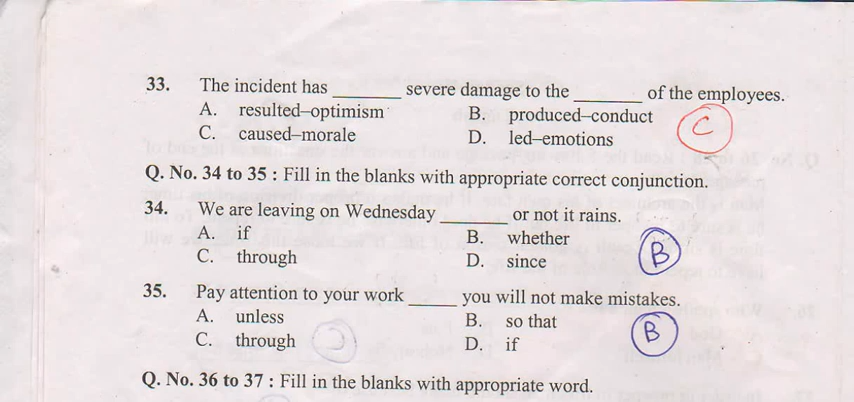 33. The incident has _______ severe damage to the _______ of the employees.
A. resulted–optimism B. produced–conduct
C. caused–morale D. led–emotions
C
Q. No. 34 to 35 : Fill in the blanks with appropriate correct conjunction.
34. We are leaving on Wednesday _______ or not it rains.
A. if B. whether
C. through D. since
B
35. Pay attention to your work _____ you will not make mistakes.
A. unless B. so that
C. through D. if
B
Q. No. 36 to 37 : Fill in the blanks with appropriate word.